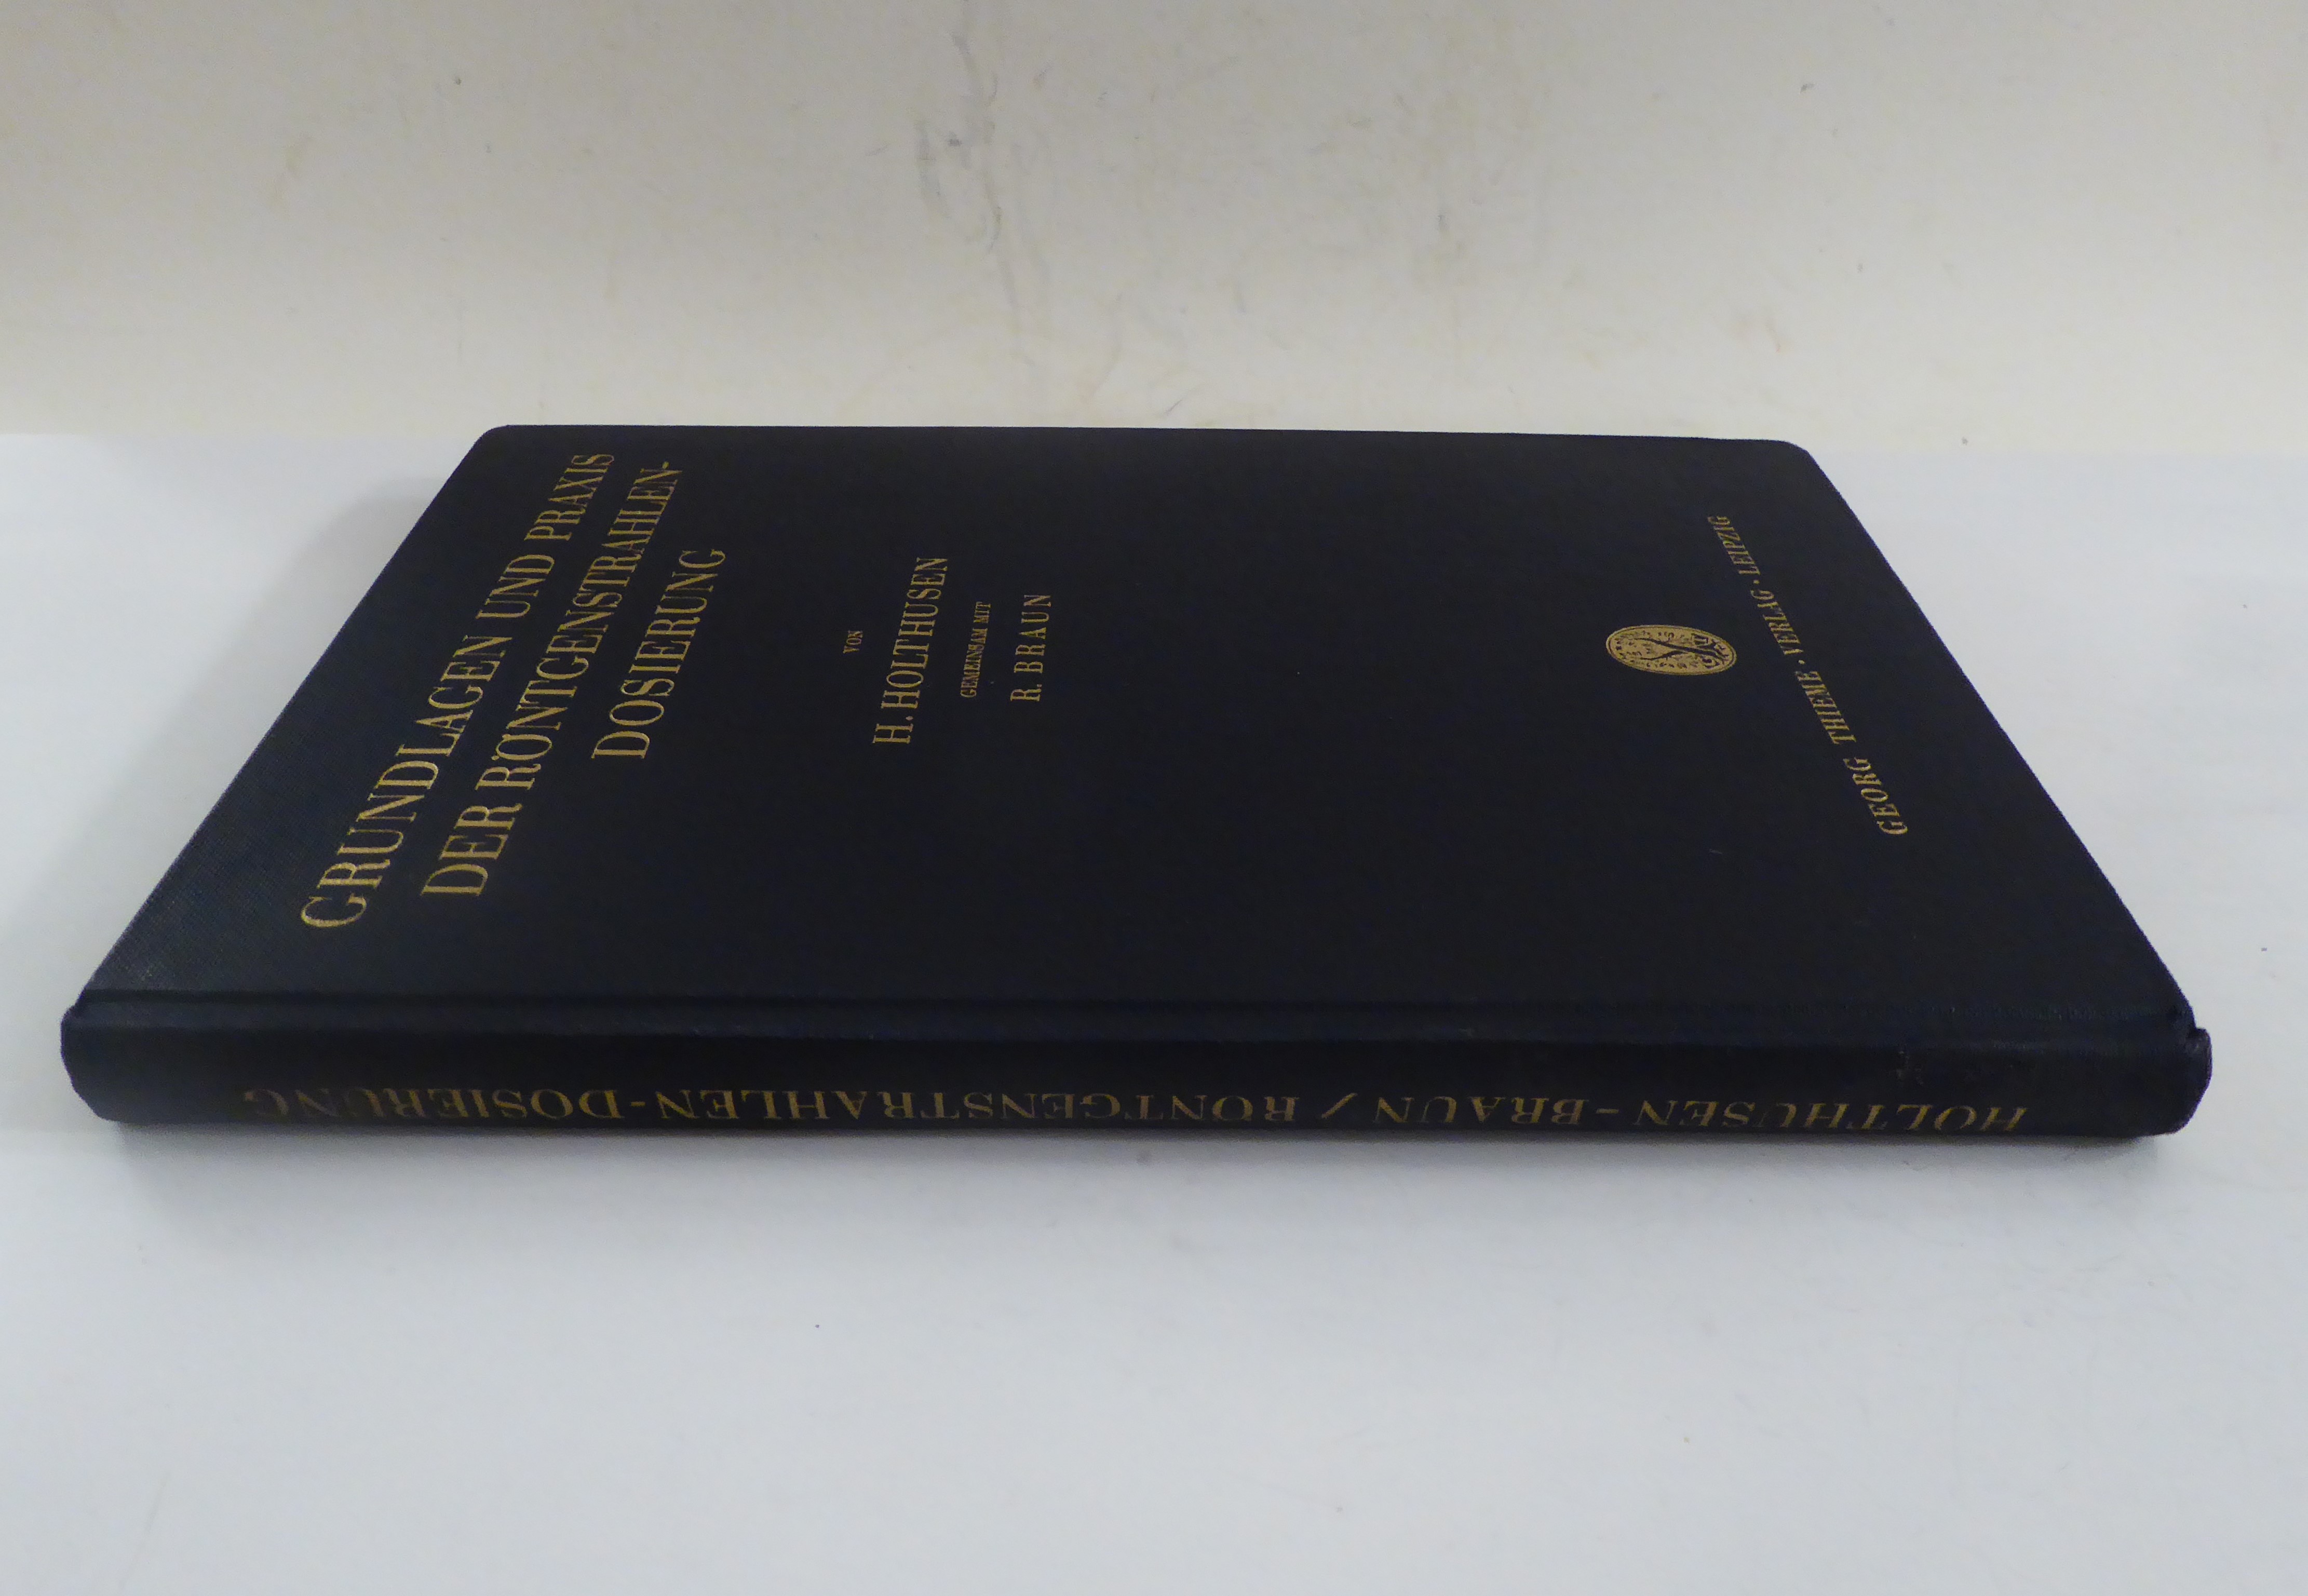 GRUNDLAGEN UND PRAXIS
DER RÖNTGENSTRAHLEN-
DOSIERUNG
VON
H. HOLTHUSEN
GEMEINSAM MIT
R. BRAUN
GEORG THIEME · VERLAG · LEIPZIG
HOLTHUSEN - BRAUN / RÖNTGENSTRAHLEN - DOSIERUNG